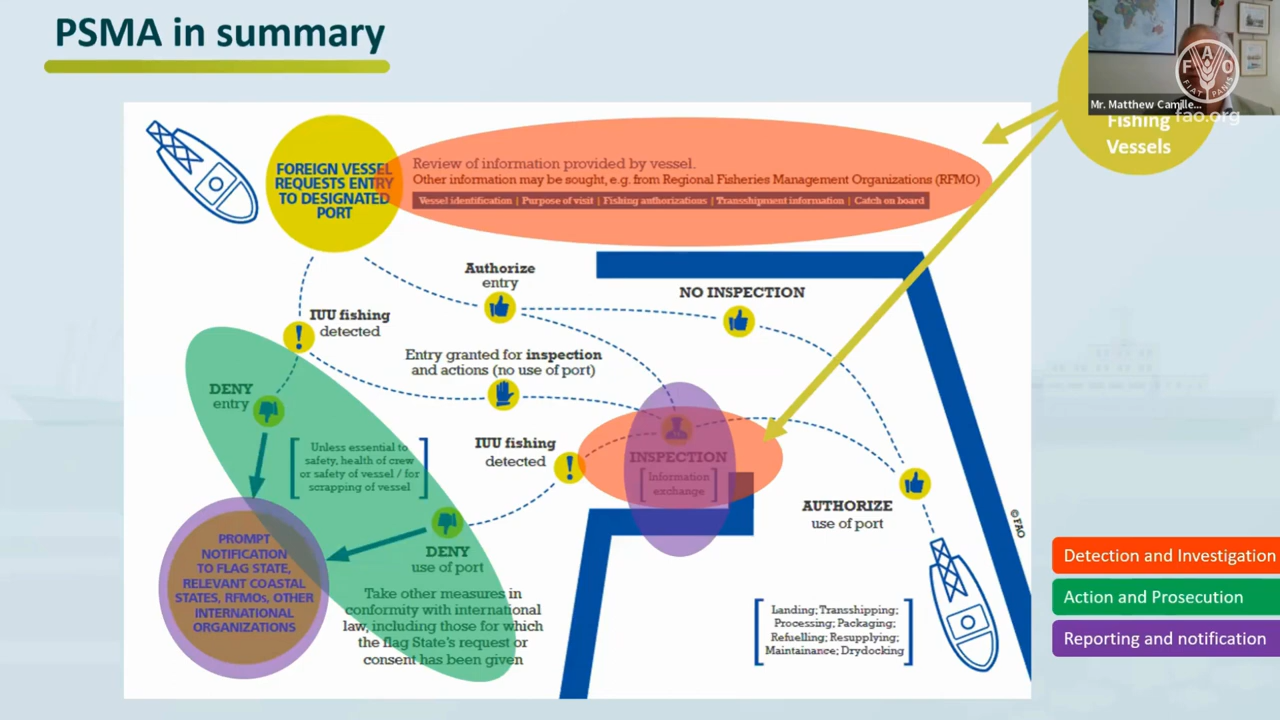 PSMA in summary
Mr. Matthew Camille...
F A O
FIAT PANIS
fao.org
Fishing
Vessels
FOREIGN VESSEL
REQUESTS ENTRY
TO DESIGNATED
PORT
Review of information provided by vessel.
Other information may be sought, e.g. from Regional Fisheries Management Organizations (RFMO)
Vessel identification | Purpose of visit | Fishing authorizations | Transshipment information | Catch on board
Authorize
entry
NO INSPECTION
IUU fishing
detected
Entry granted for inspection
and actions (no use of port)
DENY
entry
Unless essential to
safety, health of crew
or safety of vessel / for
scrapping of vessel
IUU fishing
detected
INSPECTION
Information
exchange
AUTHORIZE
use of port
©FAO
DENY
use of port
PROMPT
NOTIFICATION
TO FLAG STATE,
RELEVANT COASTAL
STATES, RFMOs, OTHER
INTERNATIONAL
ORGANIZATIONS
Take other measures in
conformity with international
law, including those for which
the flag State's request or
consent has been given
Landing; Transshipping;
Processing; Packaging;
Refuelling; Resupplying;
Maintainance; Drydocking
Detection and Investigation
Action and Prosecution
Reporting and notification